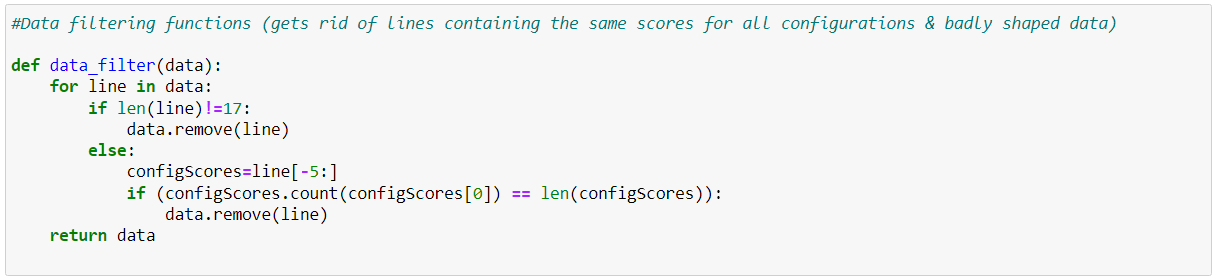 #Data filtering functions (gets rid of lines containing the same scores for all configurations & badly shaped data)

def data_filter(data):
    for line in data:
        if len(line)!=17:
            data.remove(line)
        else:
            configScores=line[-5:]
            if (configScores.count(configScores[0]) == len(configScores)):
                data.remove(line)
    return data